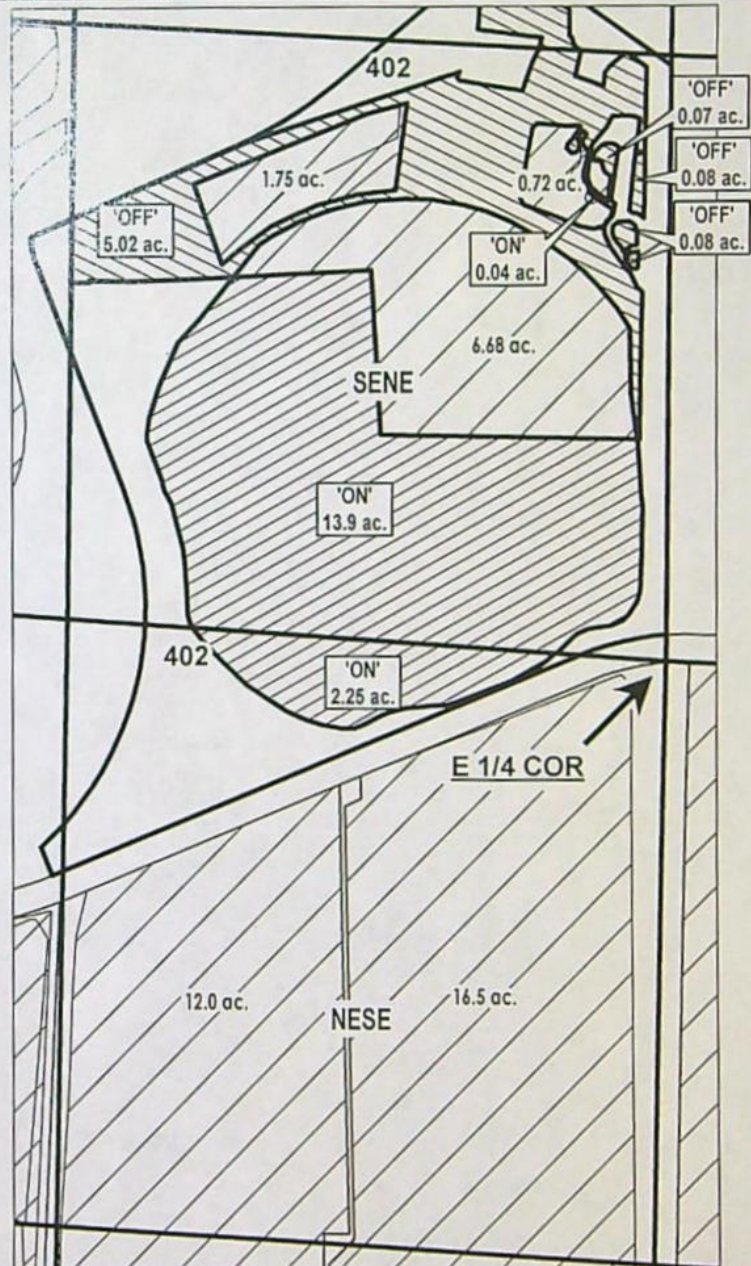 402
'OFF'
0.07 ac.
'OFF'
0.08 ac.
'OFF'
0.08 ac.
1.75 ac.
0.72 ac.
'OFF'
5.02 ac.
'ON'
0.04 ac.
6.68 ac.
SENE
'ON'
13.9 ac.
402
'ON'
2.25 ac.
E 1/4 COR
12.0 ac.
16.5 ac.
NESE